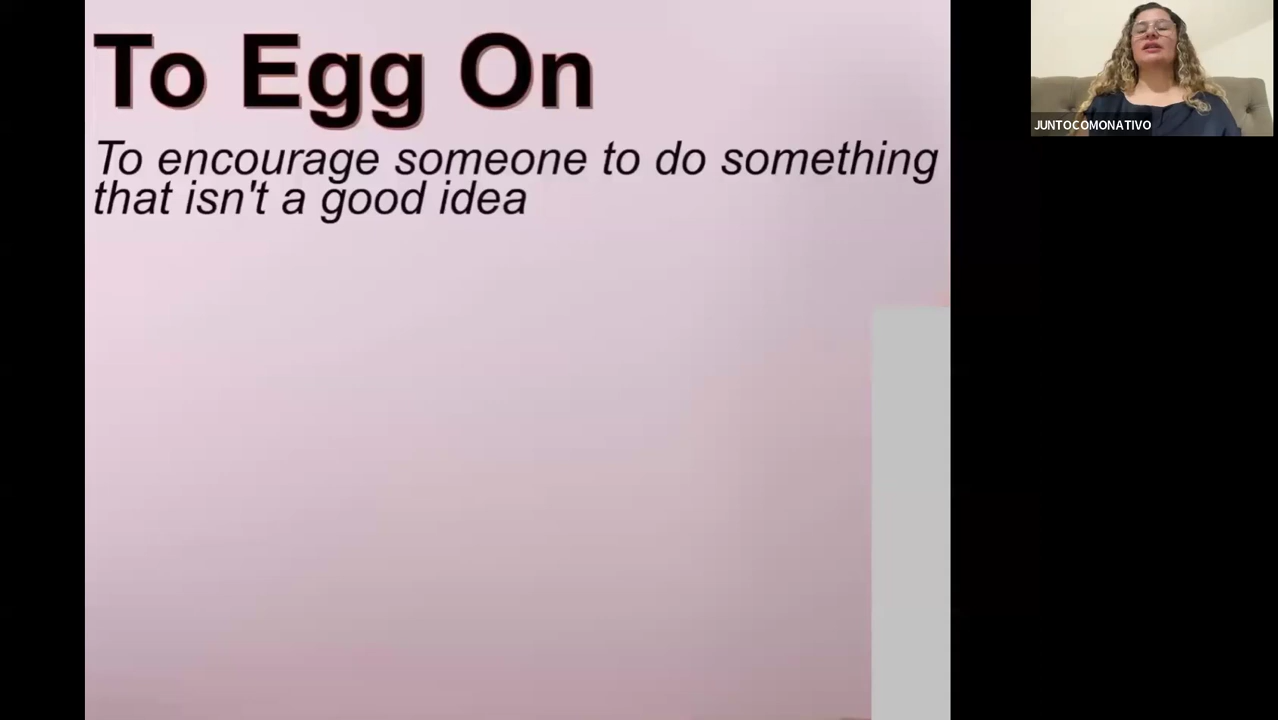 To Egg On
To encourage someone to do something
that isn't a good idea
JUNTOCOMONATIVO